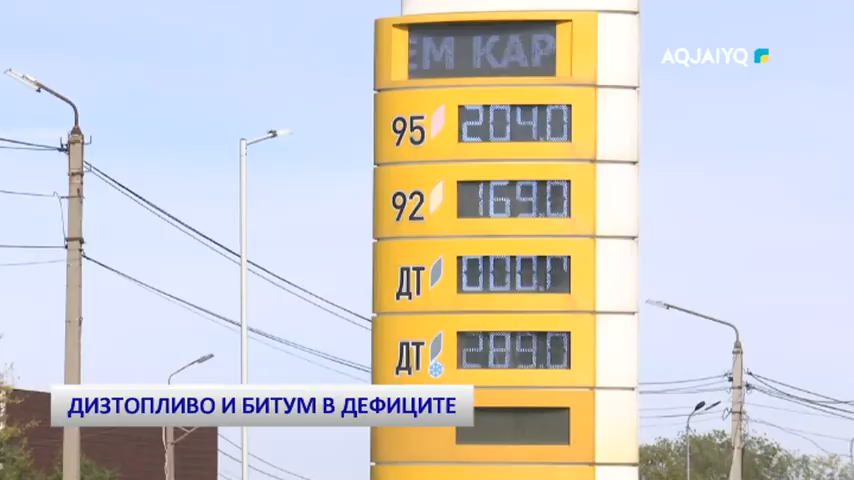 ЕМ КАР
AQJAIYQ
95 204.0
92 169.0
ДТ 000.0
ДТ 289.0
ДИЗТОПЛИВО И БИТУМ В ДЕФИЦИТЕ